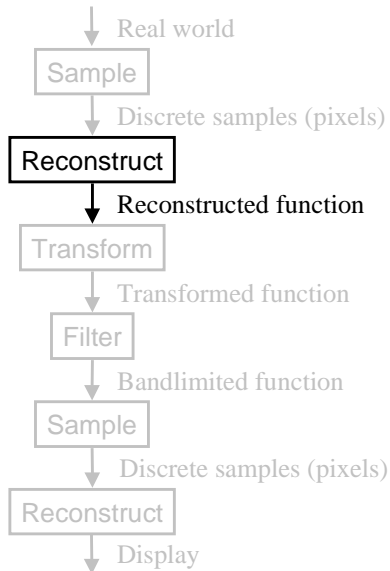 Real world
Sample
Discrete samples (pixels)
Reconstruct
Reconstructed function
Transform
Transformed function
Filter
Bandlimited function
Sample
Discrete samples (pixels)
Reconstruct
Display